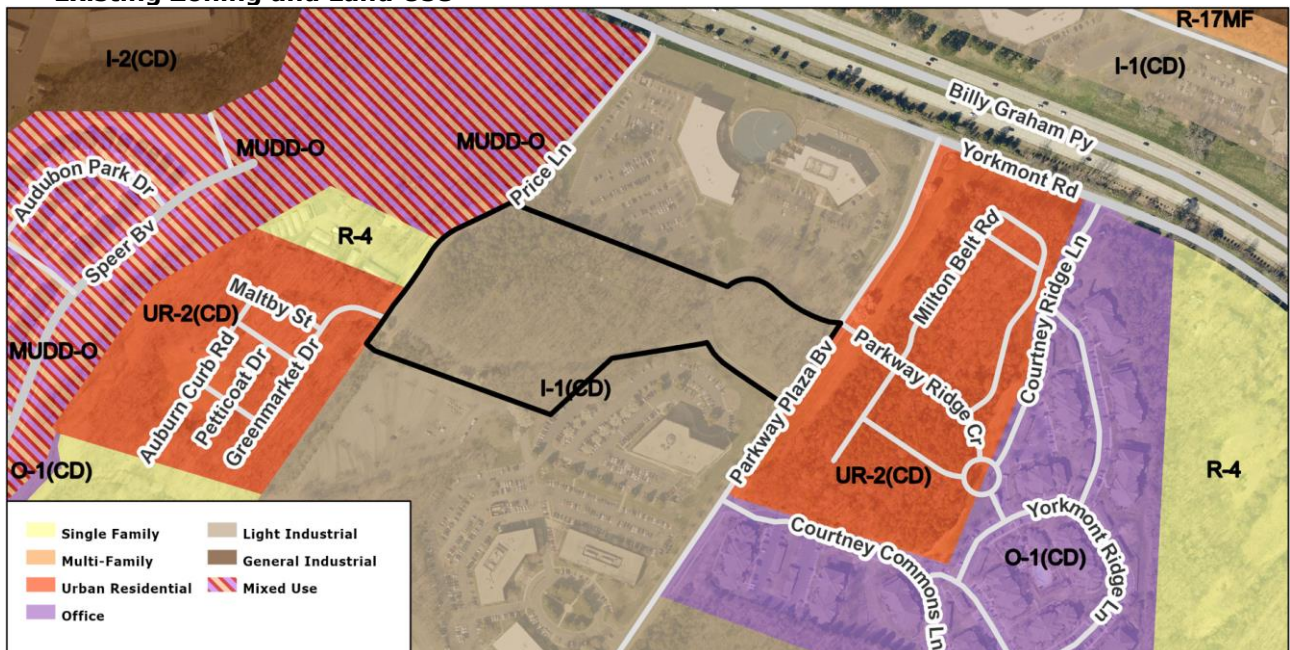 Existing Zoning and Land Use
R-17MF
I-2(CD)
I-1(CD)
Billy Graham Py
MUDD-O
MUDD-O
Yorkmont Rd
Price Ln
Audubon Park Dr
Speer Bv
R-4
Milton Belt Rd
Courtney Ridge Ln
Maltby St
UR-2(CD)
MUDD-O
Auburn Curb Rd
Petticoat Dr
Greenmarket Dr
I-1(CD)
Parkway Plaza Bv
Parkway Ridge Cr
O-1(CD)
UR-2(CD)
R-4
Courtney Commons Ln
Yorkmont Ridge Ln
O-1(CD)
Single Family
Multi-Family
Urban Residential
Office
Light Industrial
General Industrial
Mixed Use